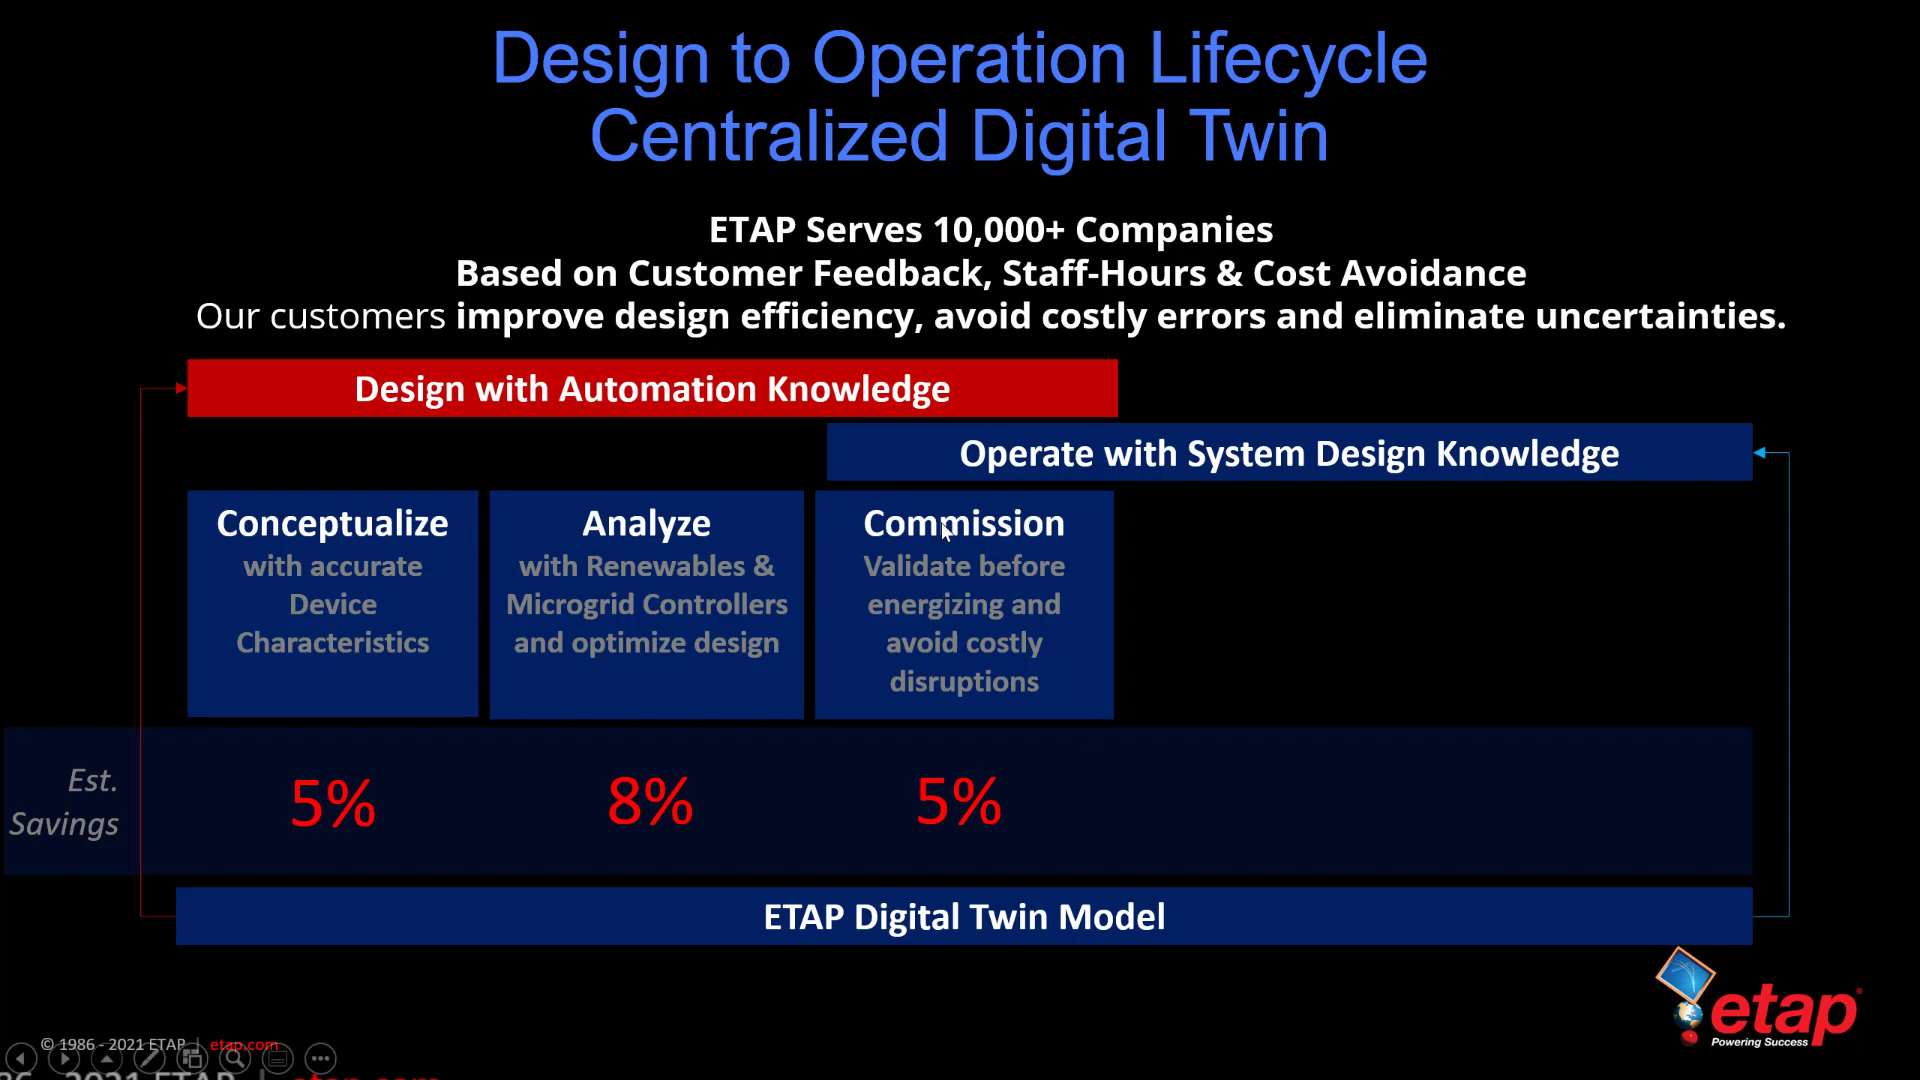 Design to Operation Lifecycle
Centralized Digital Twin
ETAP Serves 10,000+ Companies
Based on Customer Feedback, Staff-Hours & Cost Avoidance
Our customers improve design efficiency, avoid costly errors and eliminate uncertainties.
Design with Automation Knowledge
Operate with System Design Knowledge
Conceptualize
with accurate
Device
Characteristics
Analyze
with Renewables &
Microgrid Controllers
and optimize design
Commission
Validate before
energizing and
avoid costly
disruptions
Est.
Savings
5%
8%
5%
ETAP Digital Twin Model
etap
Powering Success
© 1986 - 2021 ETAP | etap.com